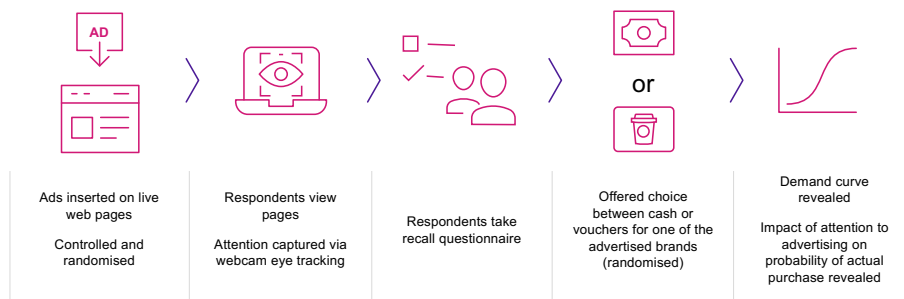 AD
or
Ads inserted on live
web pages
Controlled and
randomised
Respondents view
pages
Attention captured via
webcam eye tracking
Respondents take
recall questionnaire
Offered choice
between cash or
vouchers for one of the
advertised brands
(randomised)
Demand curve
revealed
Impact of attention to
advertising on
probability of actual
purchase revealed